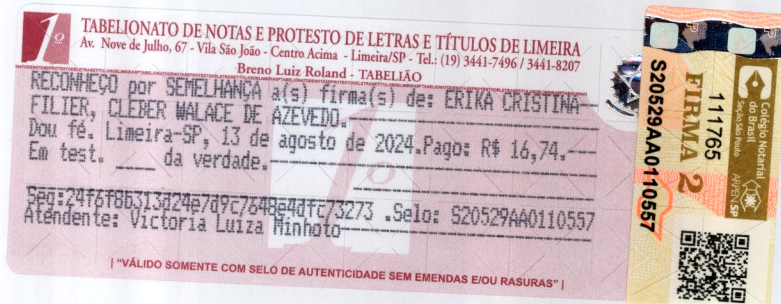 1º
TABELIONATO DE NOTAS E PROTESTO DE LETRAS E TÍTULOS DE LIMEIRA
Av. Nove de Julho, 67 - Vila São João - Centro Acima - Limeira/SP - Tel.: (19) 3441-7496 / 3441-8207
Breno Luiz Roland - TABELIÃO
RECONHEÇO por SEMELHANÇA a(s) firma(s) de: ERIKA CRISTINA--
FILIER, CLEBER WALACE DE AZEVEDO.
Dou fé. Limeira-SP, 13 de agosto de 2024.Pago: R$ 16,74.---
Em test. ____ da verdade.
Seg:24f6f8b313d24e7d9c7648e4dfc73273 .Selo: S20529AA0110557
Atendente: Victoria Luiza Minhoto
| "VÁLIDO SOMENTE COM SELO DE AUTENTICIDADE SEM EMENDAS E/OU RASURAS" |
Colégio Notarial
do Brasil
Seção São Paulo
ARPEN SP
111765
FIRMA 2
S20529AA0110557